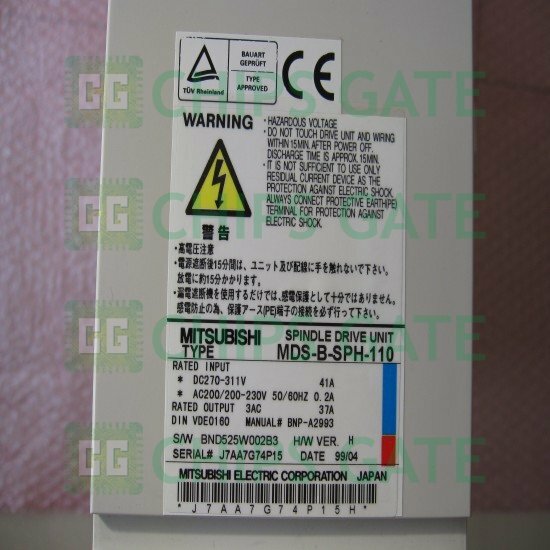 BAUART
GEPRÜFT
TÜV Rheinland
TYPE
APPROVED
CE
WARNING
・HAZARDOUS VOLTAGE
・DO NOT TOUCH DRIVE UNIT AND WIRING
WITHIN 15MIN. AFTER POWER OFF.
DISCHARGE TIME IS APPROX.15MIN.
・IT IS NOT SUFFICIENT TO USE ONLY
RESIDUAL CURRENT DEVICE AS THE
PROTECTION AGAINST ELECTRIC SHOCK.
ALWAYS CONNECT PROTECTIVE EARTH(PE)
TERMINAL FOR PROTECTION AGAINST
ELECTRIC SHOCK.
警告
・高電圧注意
・電源遮断後15分間は、ユニット及び配線に手を触れないで下さい。
放電に約15分かかります。
・漏電遮断機を使用するだけでは、感電保護として十分ではありません。
感電防止の為、保護アース(PE)端子の接続を必ず行って下さい。
MITSUBISHI SPINDLE DRIVE UNIT
TYPE MDS-B-SPH-110
RATED INPUT
* DC270-311V 41A
* AC200/200-230V 50/60HZ 0.2A
RATED OUTPUT 3AC 37A
DIN VDE0160 MANUAL# BNP-A2993
S/W BND525W002B3 H/W VER. H
SERIAL# J7AA7G74P15 DATE 99/04
MITSUBISHI ELECTRIC CORPORATION JAPAN
*J7AA7G74P15H*
CHIPS GATE
CHIPS GATE
CHIPS GATE
CHIPS GATE